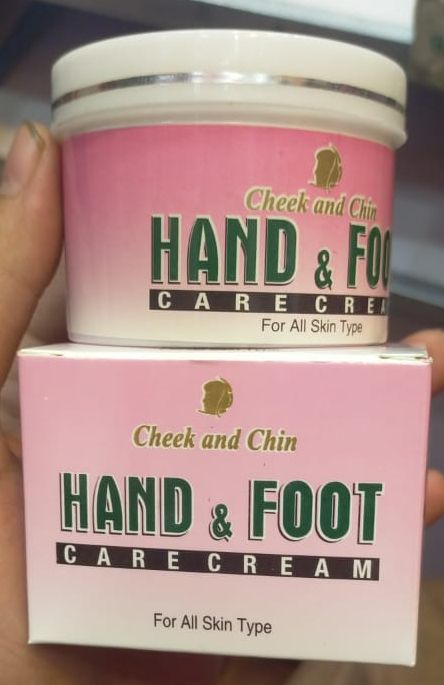 Cheek and Chin
HAND & FOO
CARE CREA
For All Skin Type
Cheek and Chin
HAND & FOOT
CARE CREAM
For All Skin Type